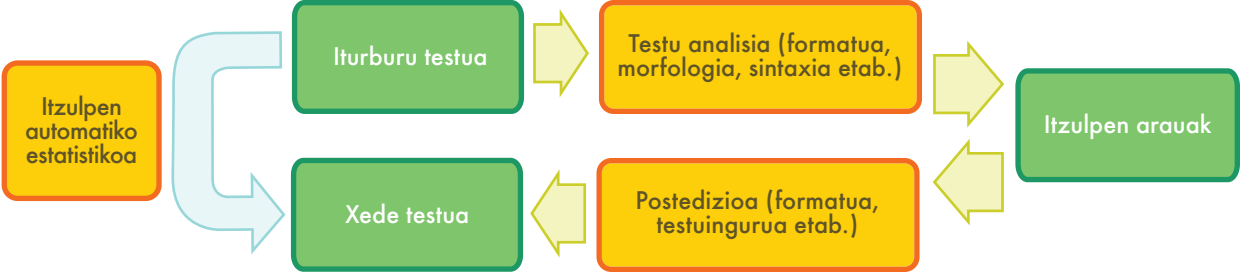 Itzulpen
automatiko
estatistikoa
Iturburu testua
Testu analisia (formatua,
morfologia, sintaxia etab.)
Itzulpen arauak
Postedizioa (formatua,
testuingurua etab.)
Xede testua